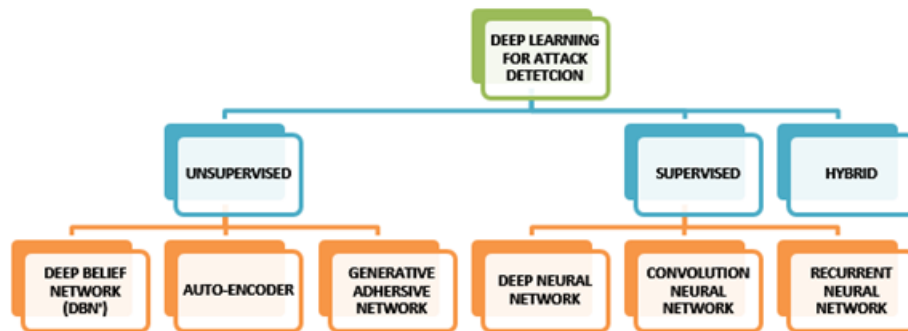 DEEP LEARNING
FOR ATTACK
DETETCION
UNSUPERVISED
SUPERVISED
HYBRID
DEEP BELIEF
NETWORK
(DBN*)
AUTO-ENCODER
GENERATIVE
ADHERSIVE
NETWORK
DEEP NEURAL
NETWORK
CONVOLUTION
NEURAL
NETWORK
RECURRENT
NEURAL
NETWORK